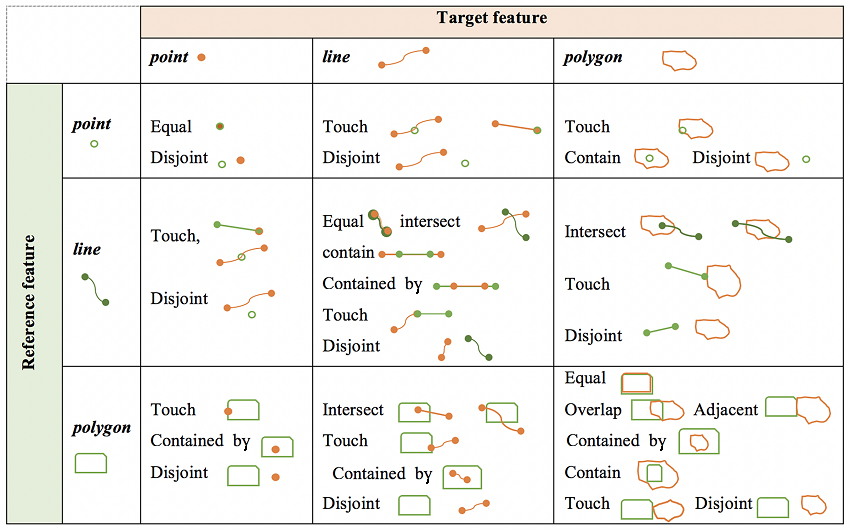 Target feature
point
line
polygon
Reference feature
point
Equal
Disjoint
Touch
Disjoint
Touch
Contain Disjoint
line
Touch,
Disjoint
Equal intersect
contain
Contained by
Touch
Disjoint
Intersect
Touch
Disjoint
polygon
Touch
Contained by
Disjoint
Intersect
Touch
Contained by
Disjoint
Equal
Overlap Adjacent
Contained by
Contain
Touch Disjoint